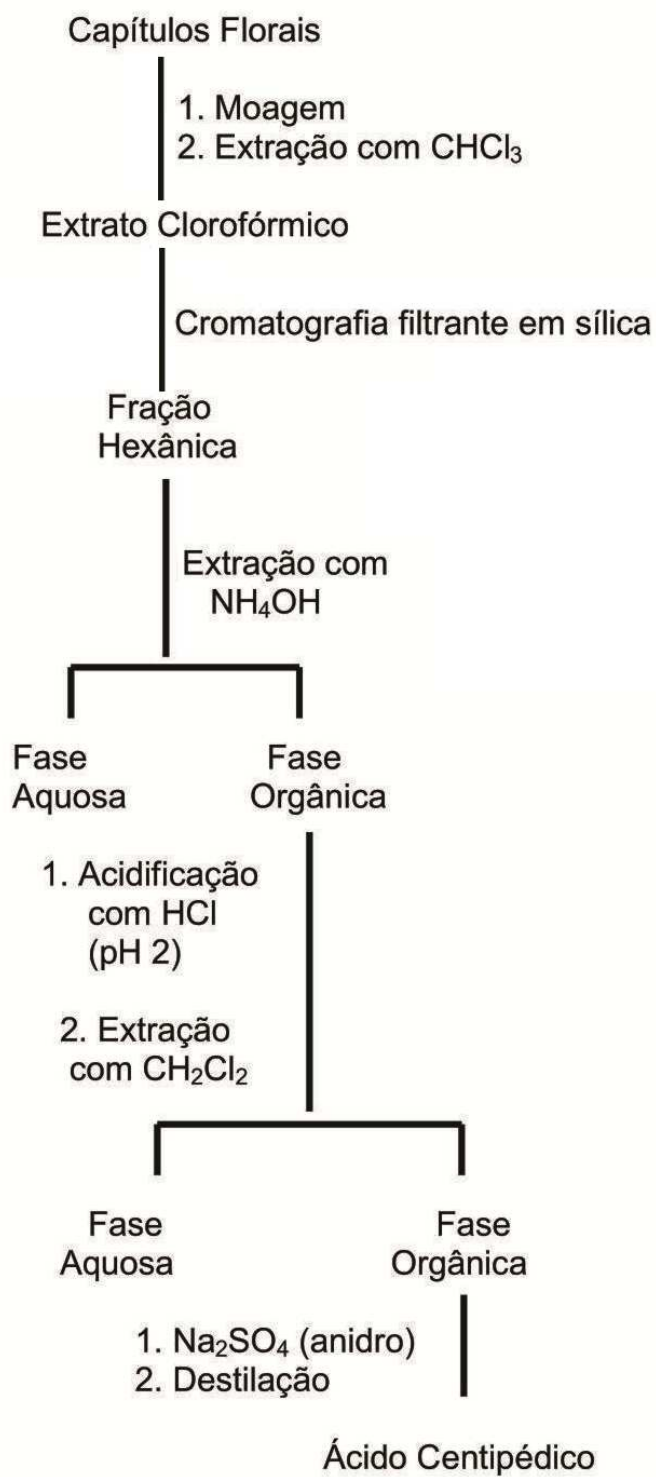 Capítulos Florais
1. Moagem
2. Extração com CHCl₃
Extrato Clorofórmico
Cromatografia filtrante em sílica
Fração
Hexânica
Extração com
NH₄OH
Fase
Aquosa
Fase
Orgânica
1. Acidificação
com HCl
(pH 2)
2. Extração
com CH₂Cl₂
Fase
Aquosa
Fase
Orgânica
1. Na₂SO₄ (anidro)
2. Destilação
Ácido Centipédico